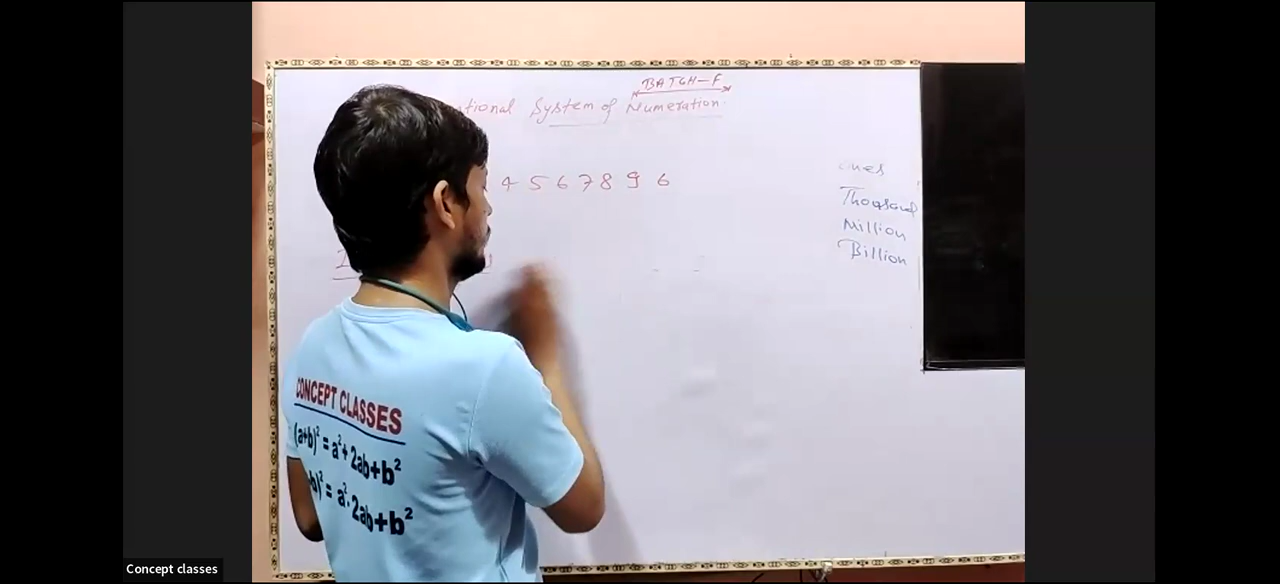 BATCH-F
System of Numeration.
4 5 6 7 8 9 6
ones
Thousand
Million
Billion
CONCEPT CLASSES
(a+b)² = a²+2ab+b²
b)² = a²-2ab+b²
Concept classes